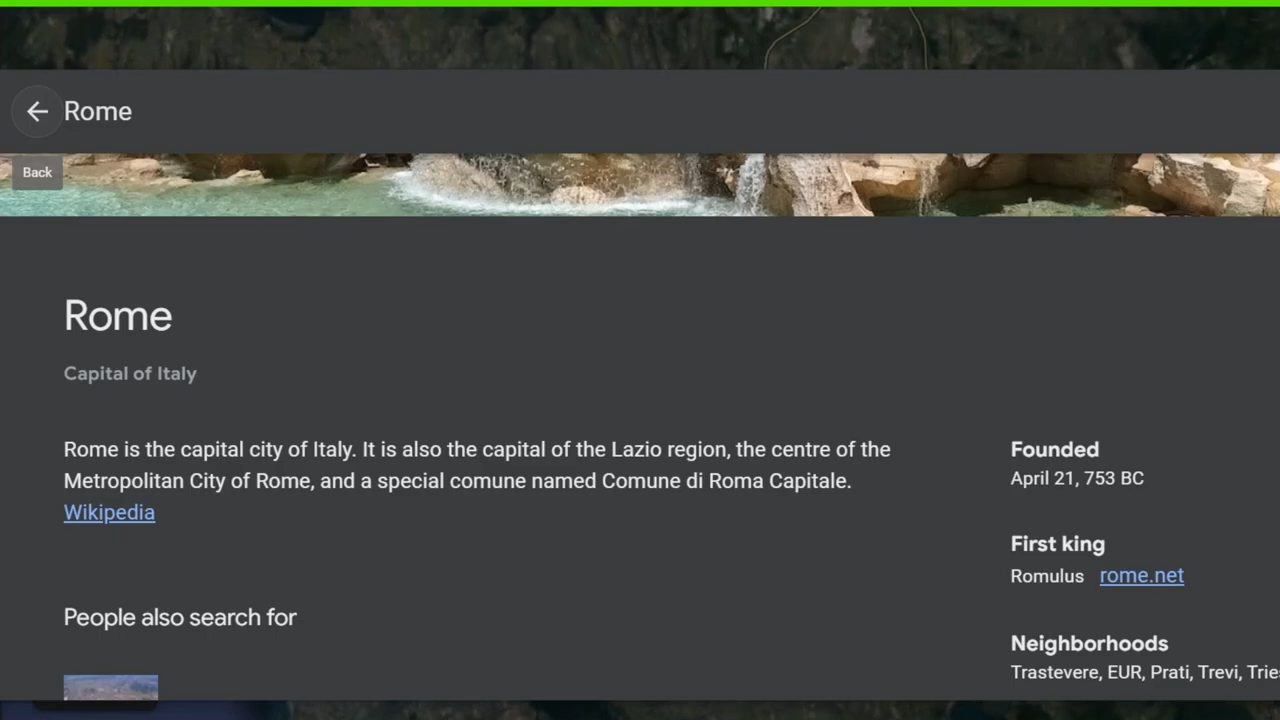 Rome
Back
Rome
Capital of Italy
Rome is the capital city of Italy. It is also the capital of the Lazio region, the centre of the
Metropolitan City of Rome, and a special comune named Comune di Roma Capitale.
Wikipedia
People also search for
Founded
April 21, 753 BC
First king
Romulus rome.net
Neighborhoods
Trastevere, EUR, Prati, Trevi,